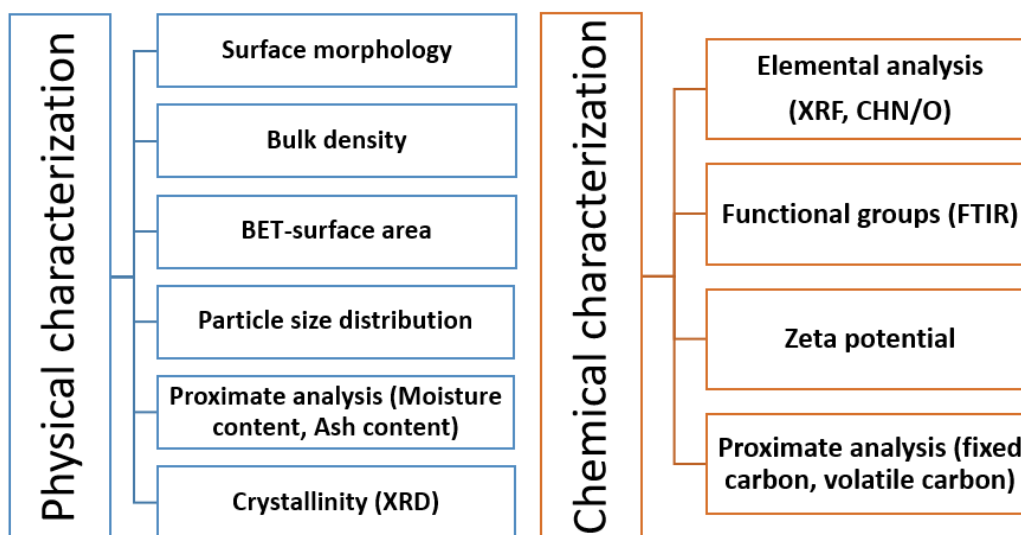 Physical characterization
Surface morphology
Bulk density
BET-surface area
Particle size distribution
Proximate analysis (Moisture
content, Ash content)
Crystallinity (XRD)
Chemical characterization
Elemental analysis
(XRF, CHN/O)
Functional groups (FTIR)
Zeta potential
Proximate analysis (fixed
carbon, volatile carbon)